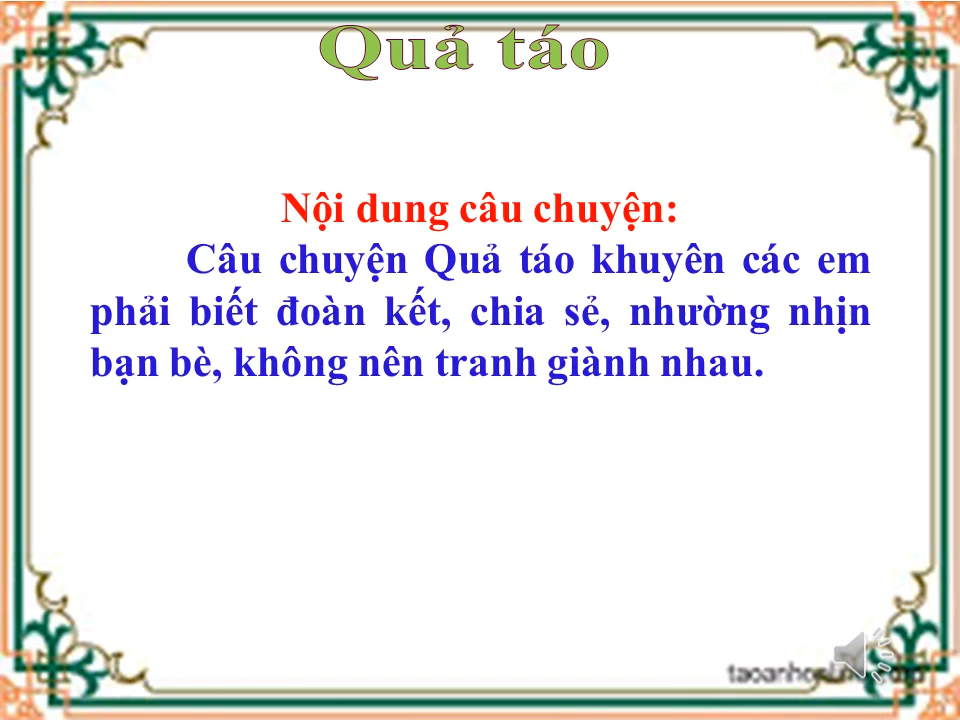 Quả táo
Nội dung câu chuyện:
Câu chuyện Quả táo khuyên các em
phải biết đoàn kết, chia sẻ, nhường nhịn
bạn bè, không nên tranh giành nhau.